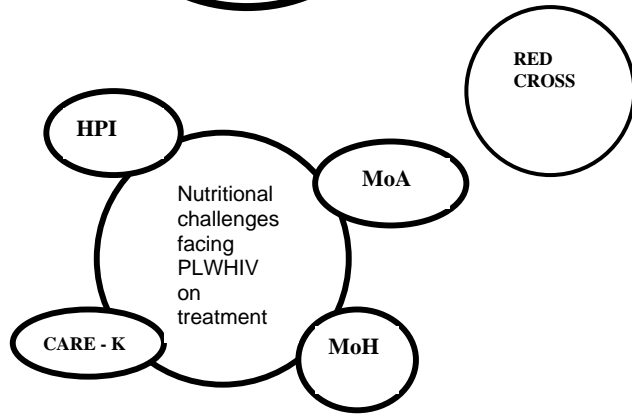 RED
CROSS
HPI
MoA
Nutritional
challenges
facing
PLWHIV
on
treatment
CARE - K
MoH